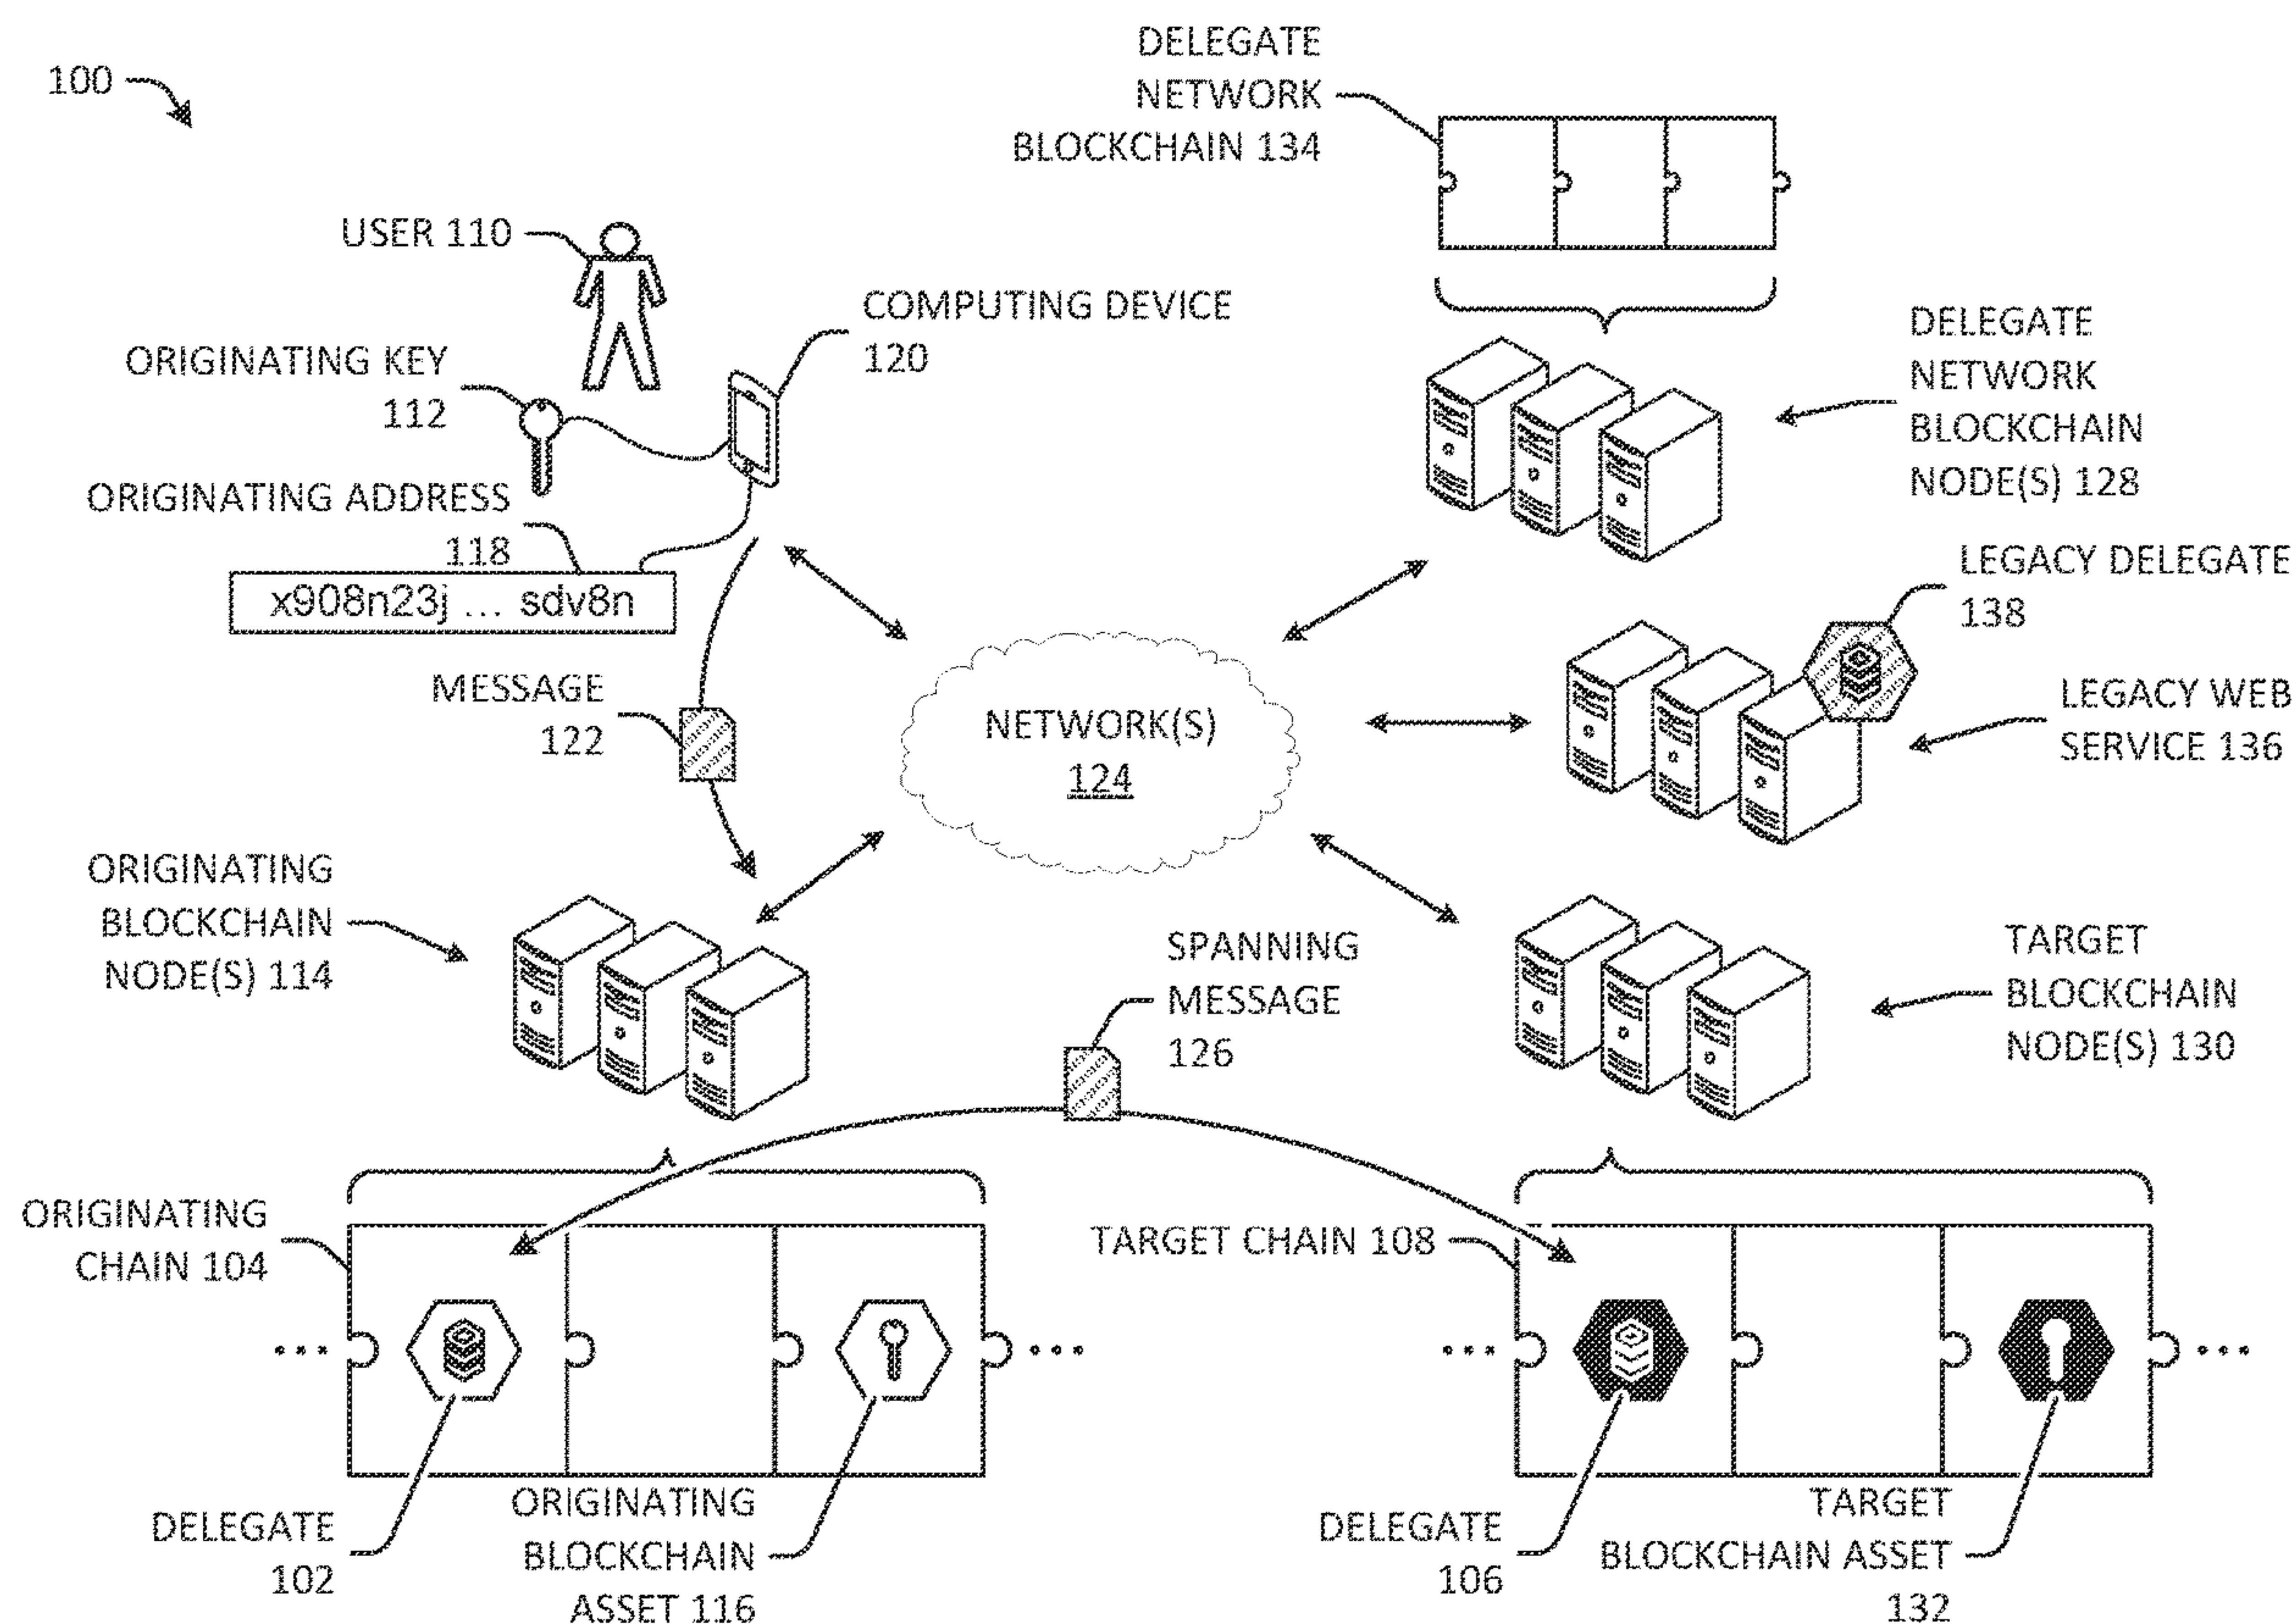 100
DELEGATE
NETWORK
BLOCKCHAIN 134
USER 110
COMPUTING DEVICE
120
ORIGINATING KEY
112
ORIGINATING ADDRESS
118
x908n23j ... sdv8n
DELEGATE
NETWORK
BLOCKCHAIN
NODE(S) 128
LEGACY DELEGATE
138
LEGACY WEB
SERVICE 136
MESSAGE
122
NETWORK(S)
124
ORIGINATING
BLOCKCHAIN
NODE(S) 114
SPANNING
MESSAGE
126
TARGET
BLOCKCHAIN
NODE(S) 130
ORIGINATING
CHAIN 104
TARGET CHAIN 108
...
...
...
...
DELEGATE
102
ORIGINATING
BLOCKCHAIN
ASSET 116
DELEGATE
106
TARGET
BLOCKCHAIN ASSET
132